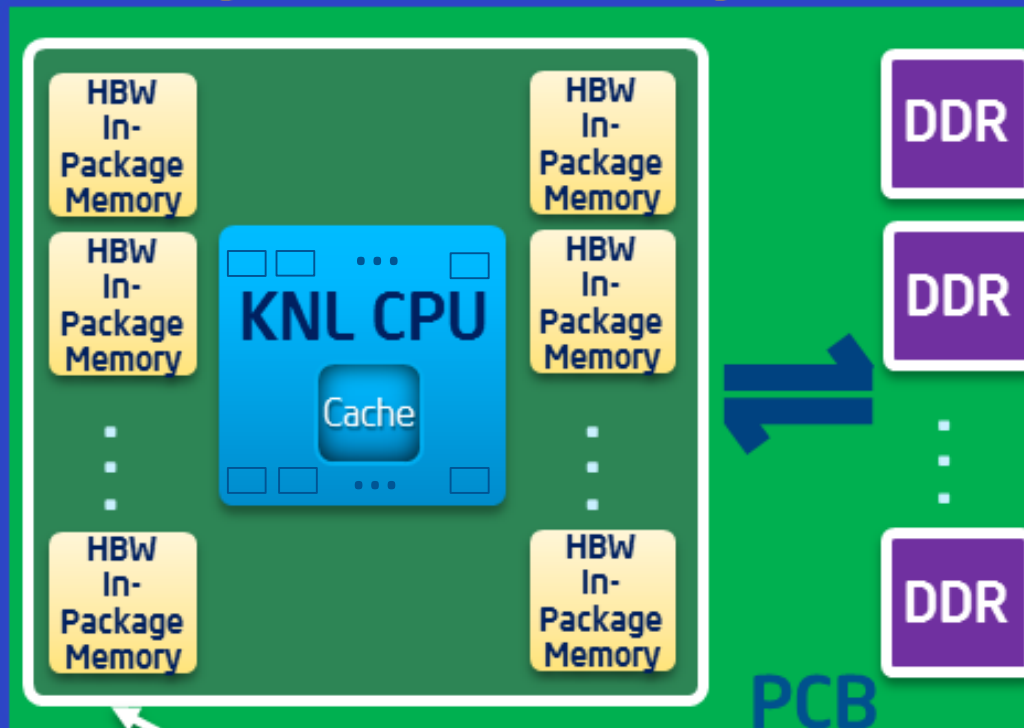 HBW
In-
Package
Memory
HBW
In-
Package
Memory
DDR
HBW
In-
Package
Memory
HBW
In-
Package
Memory
DDR
KNL CPU
Cache
HBW
In-
Package
Memory
HBW
In-
Package
Memory
DDR
PCB